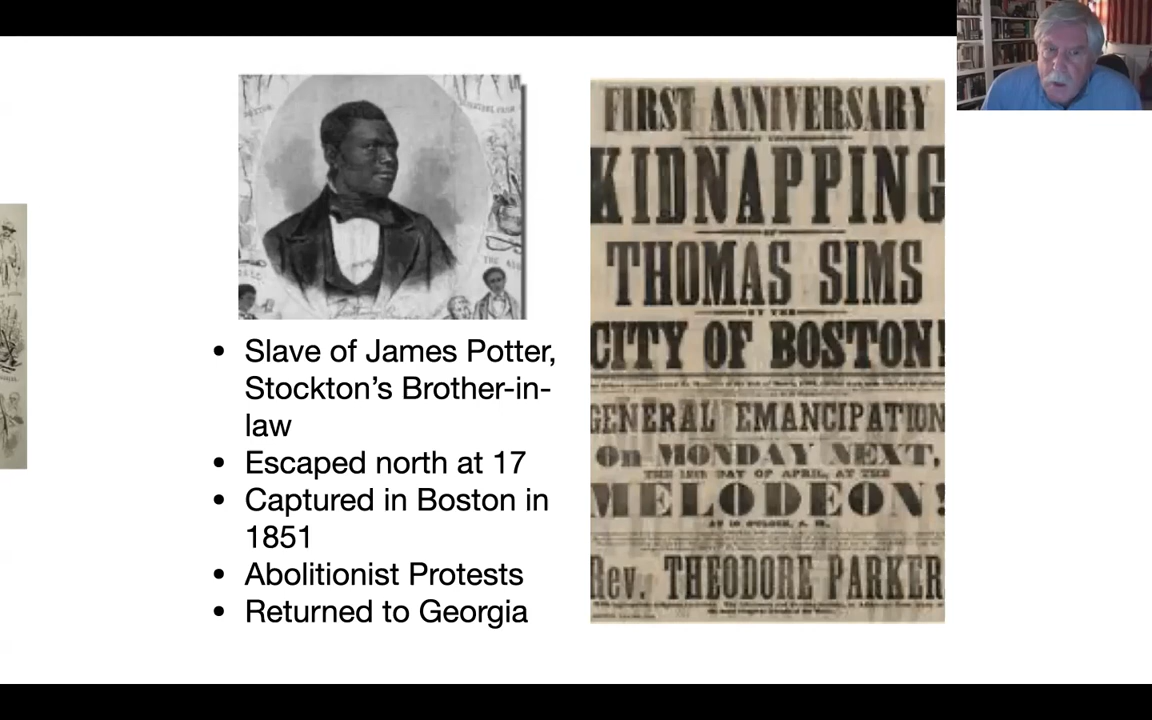 • Slave of James Potter,
Stockton’s Brother-in-
law
• Escaped north at 17
• Captured in Boston in
1851
• Abolitionist Protests
• Returned to Georgia
FIRST ANNIVERSARY
KIDNAPPING
OF
THOMAS SIMS
BY THE
CITY OF BOSTON!
GENERAL EMANCIPATION
On MONDAY NEXT,
DAY OF APRIL, AT THE
MELODEON!
Rev. THEODORE PARKER